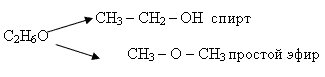 CH₃ – CH₂ – OH спирт
C₂H₆O
CH₃ – O – CH₃ простой эфир